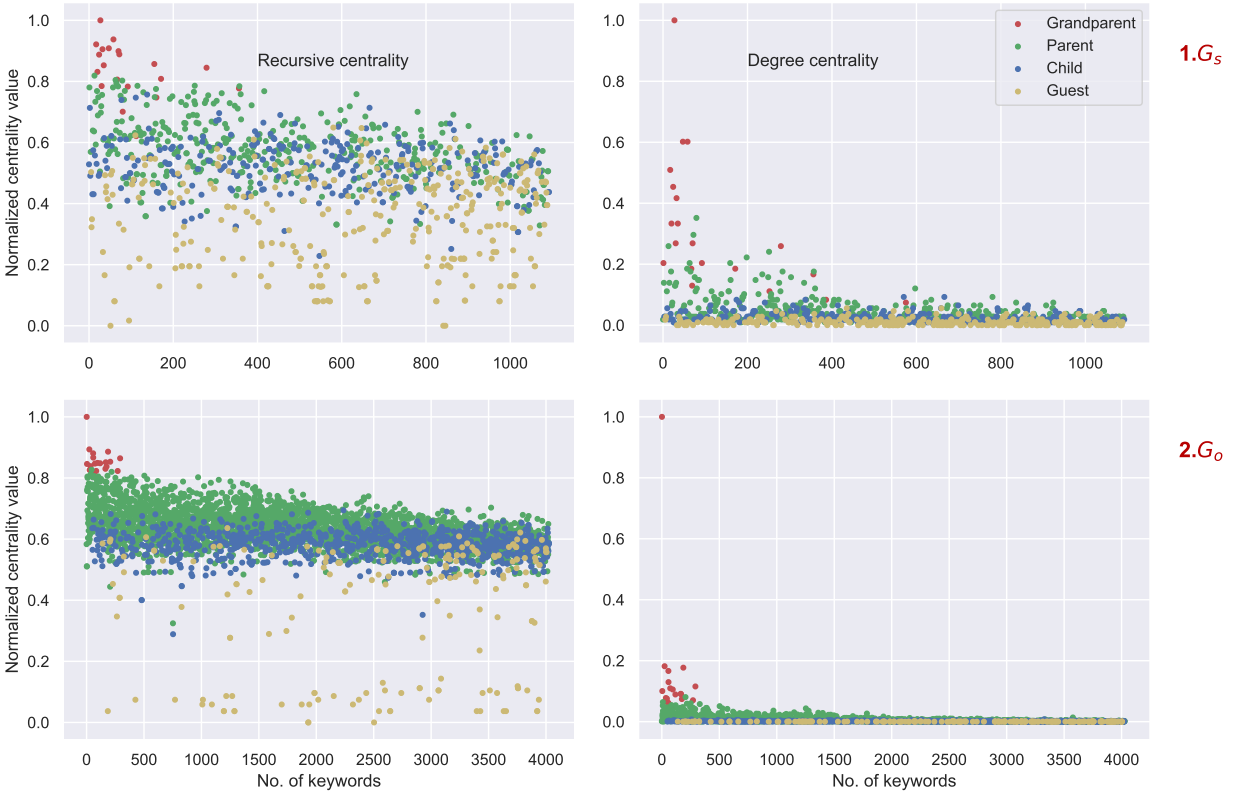 Recursive centrality
Degree centrality
Grandparent
Parent
Child
Guest
1.Gs
Normalized centrality value
1.0
0.8
0.6
0.4
0.2
0.0
0 200 400 600 800 1000
1.0
0.8
0.6
0.4
0.2
0.0
0 200 400 600 800 1000
2.Go
Normalized centrality value
1.0
0.8
0.6
0.4
0.2
0.0
0 500 1000 1500 2000 2500 3000 3500 4000
No. of keywords
1.0
0.8
0.6
0.4
0.2
0.0
0 500 1000 1500 2000 2500 3000 3500 4000
No. of keywords